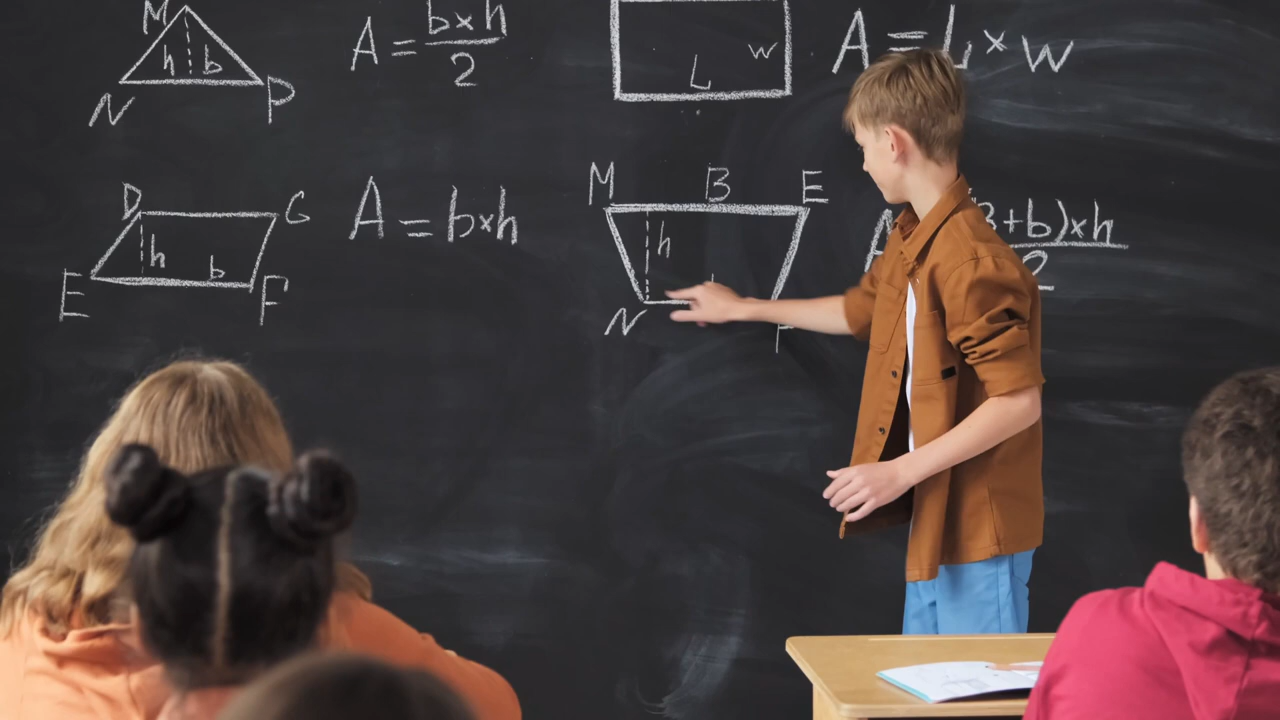 M
h b
N P
A = b×h
2
W
L
A = L×W
D G
h b
E F
A = b×h
M B E
h
N
+b)×h
2